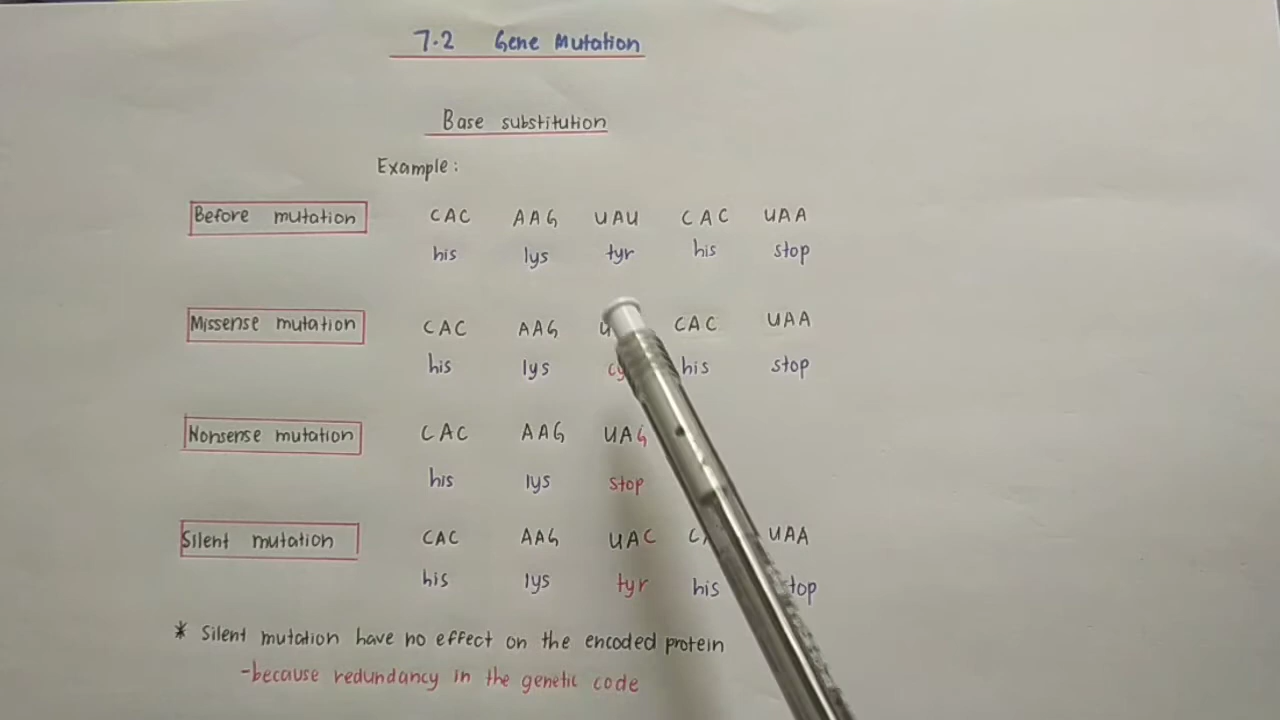 7.2 Gene Mutation
Base substitution
Example:
Before mutation CAC AAG UAU CAC UAA
his lys tyr his stop
Missense mutation CAC AAG CAC UAA
his lys his stop
Nonsense mutation CAC AAG UAG
his lys stop
Silent mutation CAC AAG UAC UAA
his lys tyr his
* Silent mutation have no effect on the encoded protein
-because redundancy in the genetic code